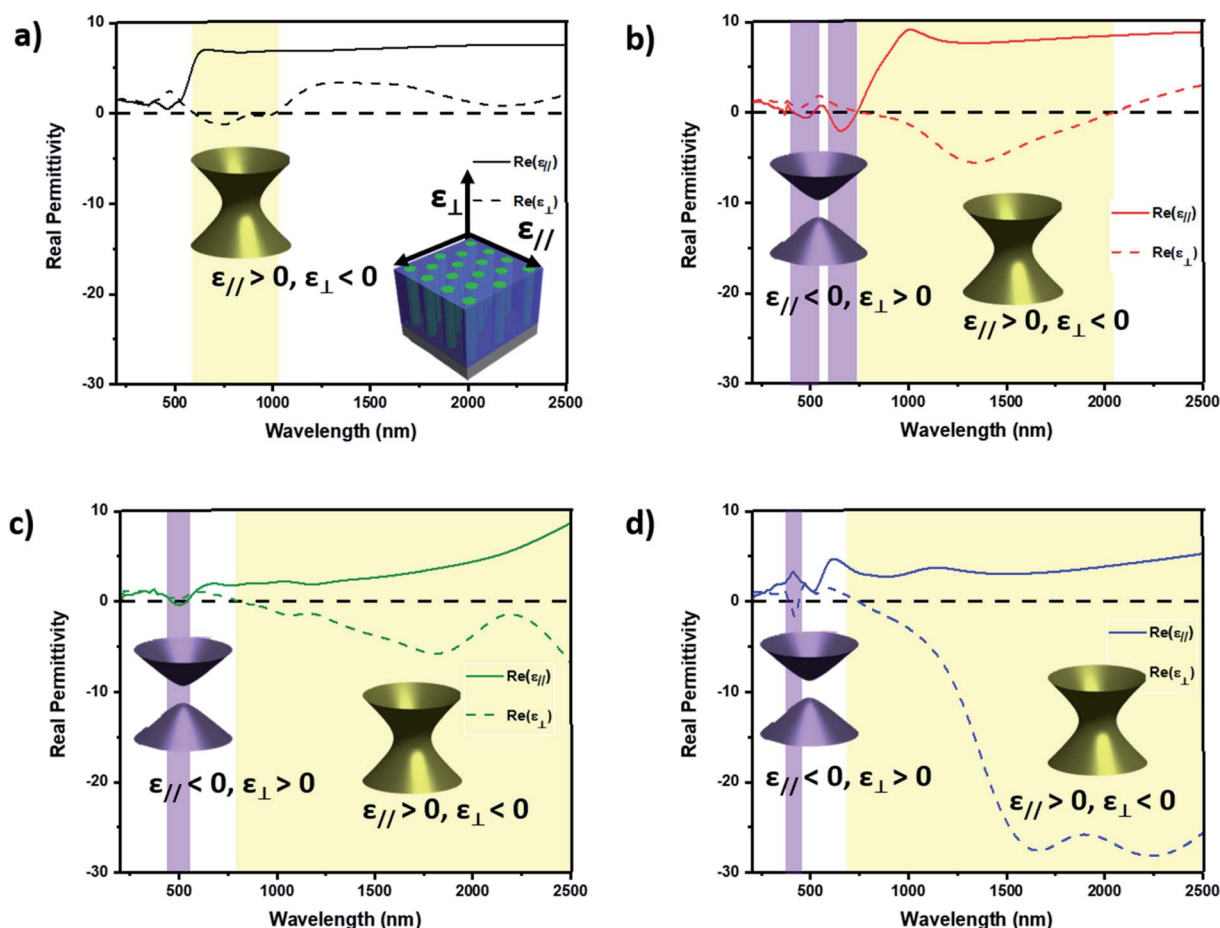 a)
10
0
-10
-20
-30
Real Permittivity
500
1000
1500
2000
2500
Wavelength (nm)
Re(ε//)
Re(ε⊥)
ε⊥
ε//
ε// > 0, ε⊥ < 0
b)
10
0
-10
-20
-30
Real Permittivity
500
1000
1500
2000
2500
Wavelength (nm)
Re(ε//)
Re(ε⊥)
ε// < 0, ε⊥ > 0
ε// > 0, ε⊥ < 0
c)
10
0
-10
-20
-30
Real Permittivity
500
1000
1500
2000
2500
Wavelength (nm)
Re(ε//)
Re(ε⊥)
ε// < 0, ε⊥ > 0
ε// > 0, ε⊥ < 0
d)
10
0
-10
-20
-30
Real Permittivity
500
1000
1500
2000
2500
Wavelength (nm)
Re(ε//)
Re(ε⊥)
ε// < 0, ε⊥ > 0
ε// > 0, ε⊥ < 0